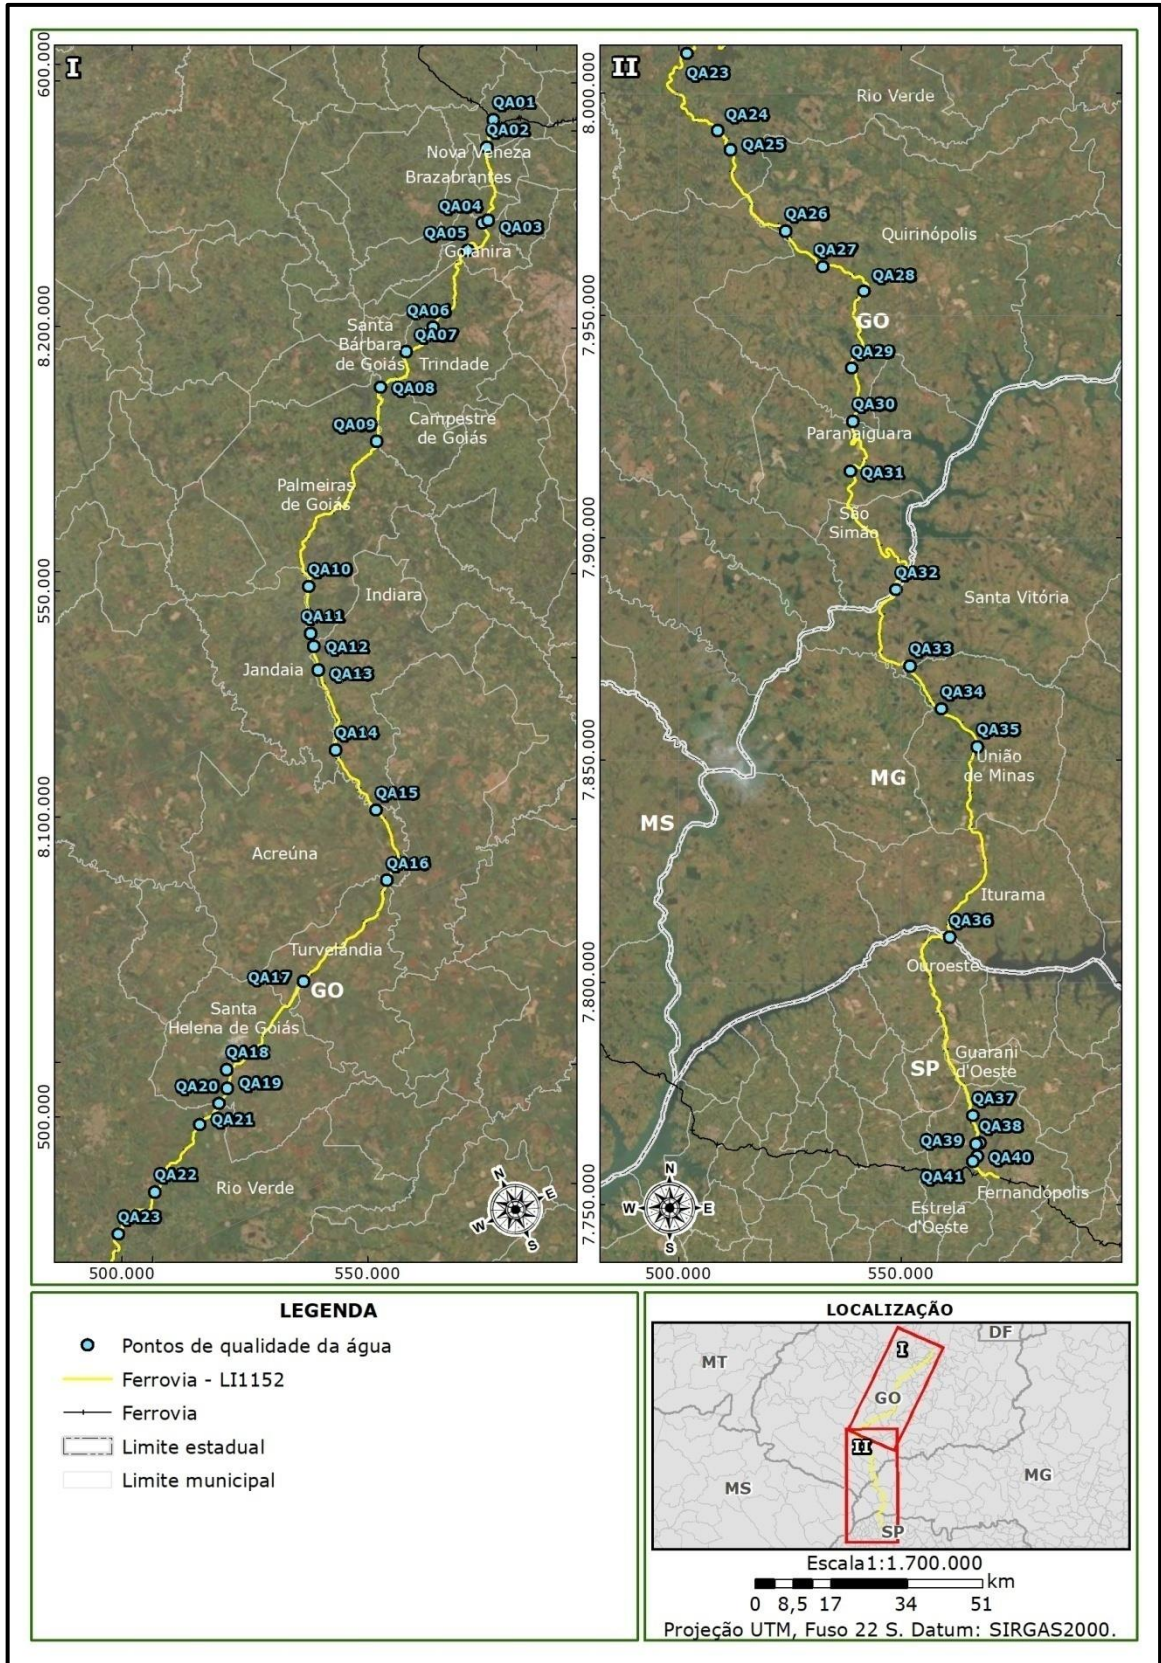 I
II
600.000
8.200.000
550.000
8.100.000
500.000
500.000
550.000
QA01
QA02
Nova Veneza
Brazabrantes
QA04
QA03
QA05
Goianira
QA06
Santa
Bárbara
de Goiás
QA07
Trindade
QA08
Campestre
de Goiás
QA09
Palmeiras
de Goiás
QA10
Indiara
QA11
QA12
Jandaia
QA13
QA14
QA15
Acreúna
QA16
Turvelândia
QA17
GO
Santa
Helena de Goiás
QA18
QA20
QA19
QA21
QA22
Rio Verde
QA23
N
E
W
S
8.000.000
7.950.000
7.900.000
7.850.000
7.800.000
7.750.000
500.000
550.000
QA23
Rio Verde
QA24
QA25
QA26
Quirinópolis
QA27
QA28
GO
QA29
QA30
Paranaiguara
QA31
São
Simão
QA32
Santa Vitória
QA33
QA34
QA35
União
de Minas
MG
MS
Iturama
QA36
Ouroeste
Guarani
d'Oeste
SP
QA37
QA38
QA39
QA40
QA41
Fernandópolis
Estrela
d'Oeste
N
W
E
S
LEGENDA
Pontos de qualidade da água
Ferrovia - LI1152
Ferrovia
Limite estadual
Limite municipal
LOCALIZAÇÃO
DF
MT
I
GO
II
MS
MG
SP
Escala1:1.700.000
km
0 8,5 17 34 51
Projeção UTM, Fuso 22 S. Datum: SIRGAS2000.